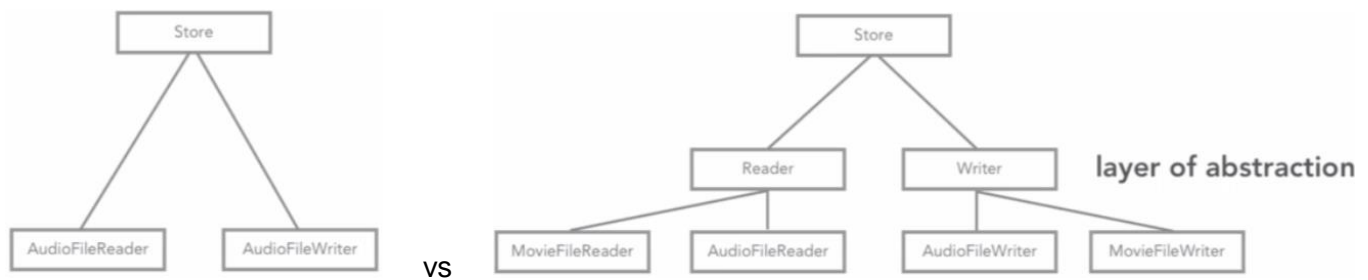 Store
AudioFileReader
AudioFileWriter
vs
Store
Reader
Writer
layer of abstraction
MovieFileReader
AudioFileReader
AudioFileWriter
MovieFileWriter